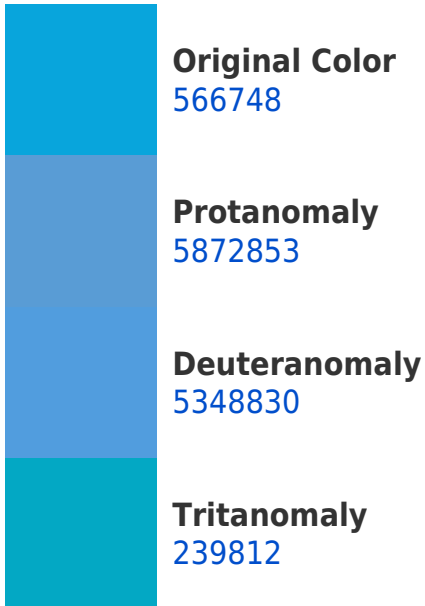 Original Color
566748
Protanomaly
5872853
Deuteranomaly
5348830
Tritanomaly
239812